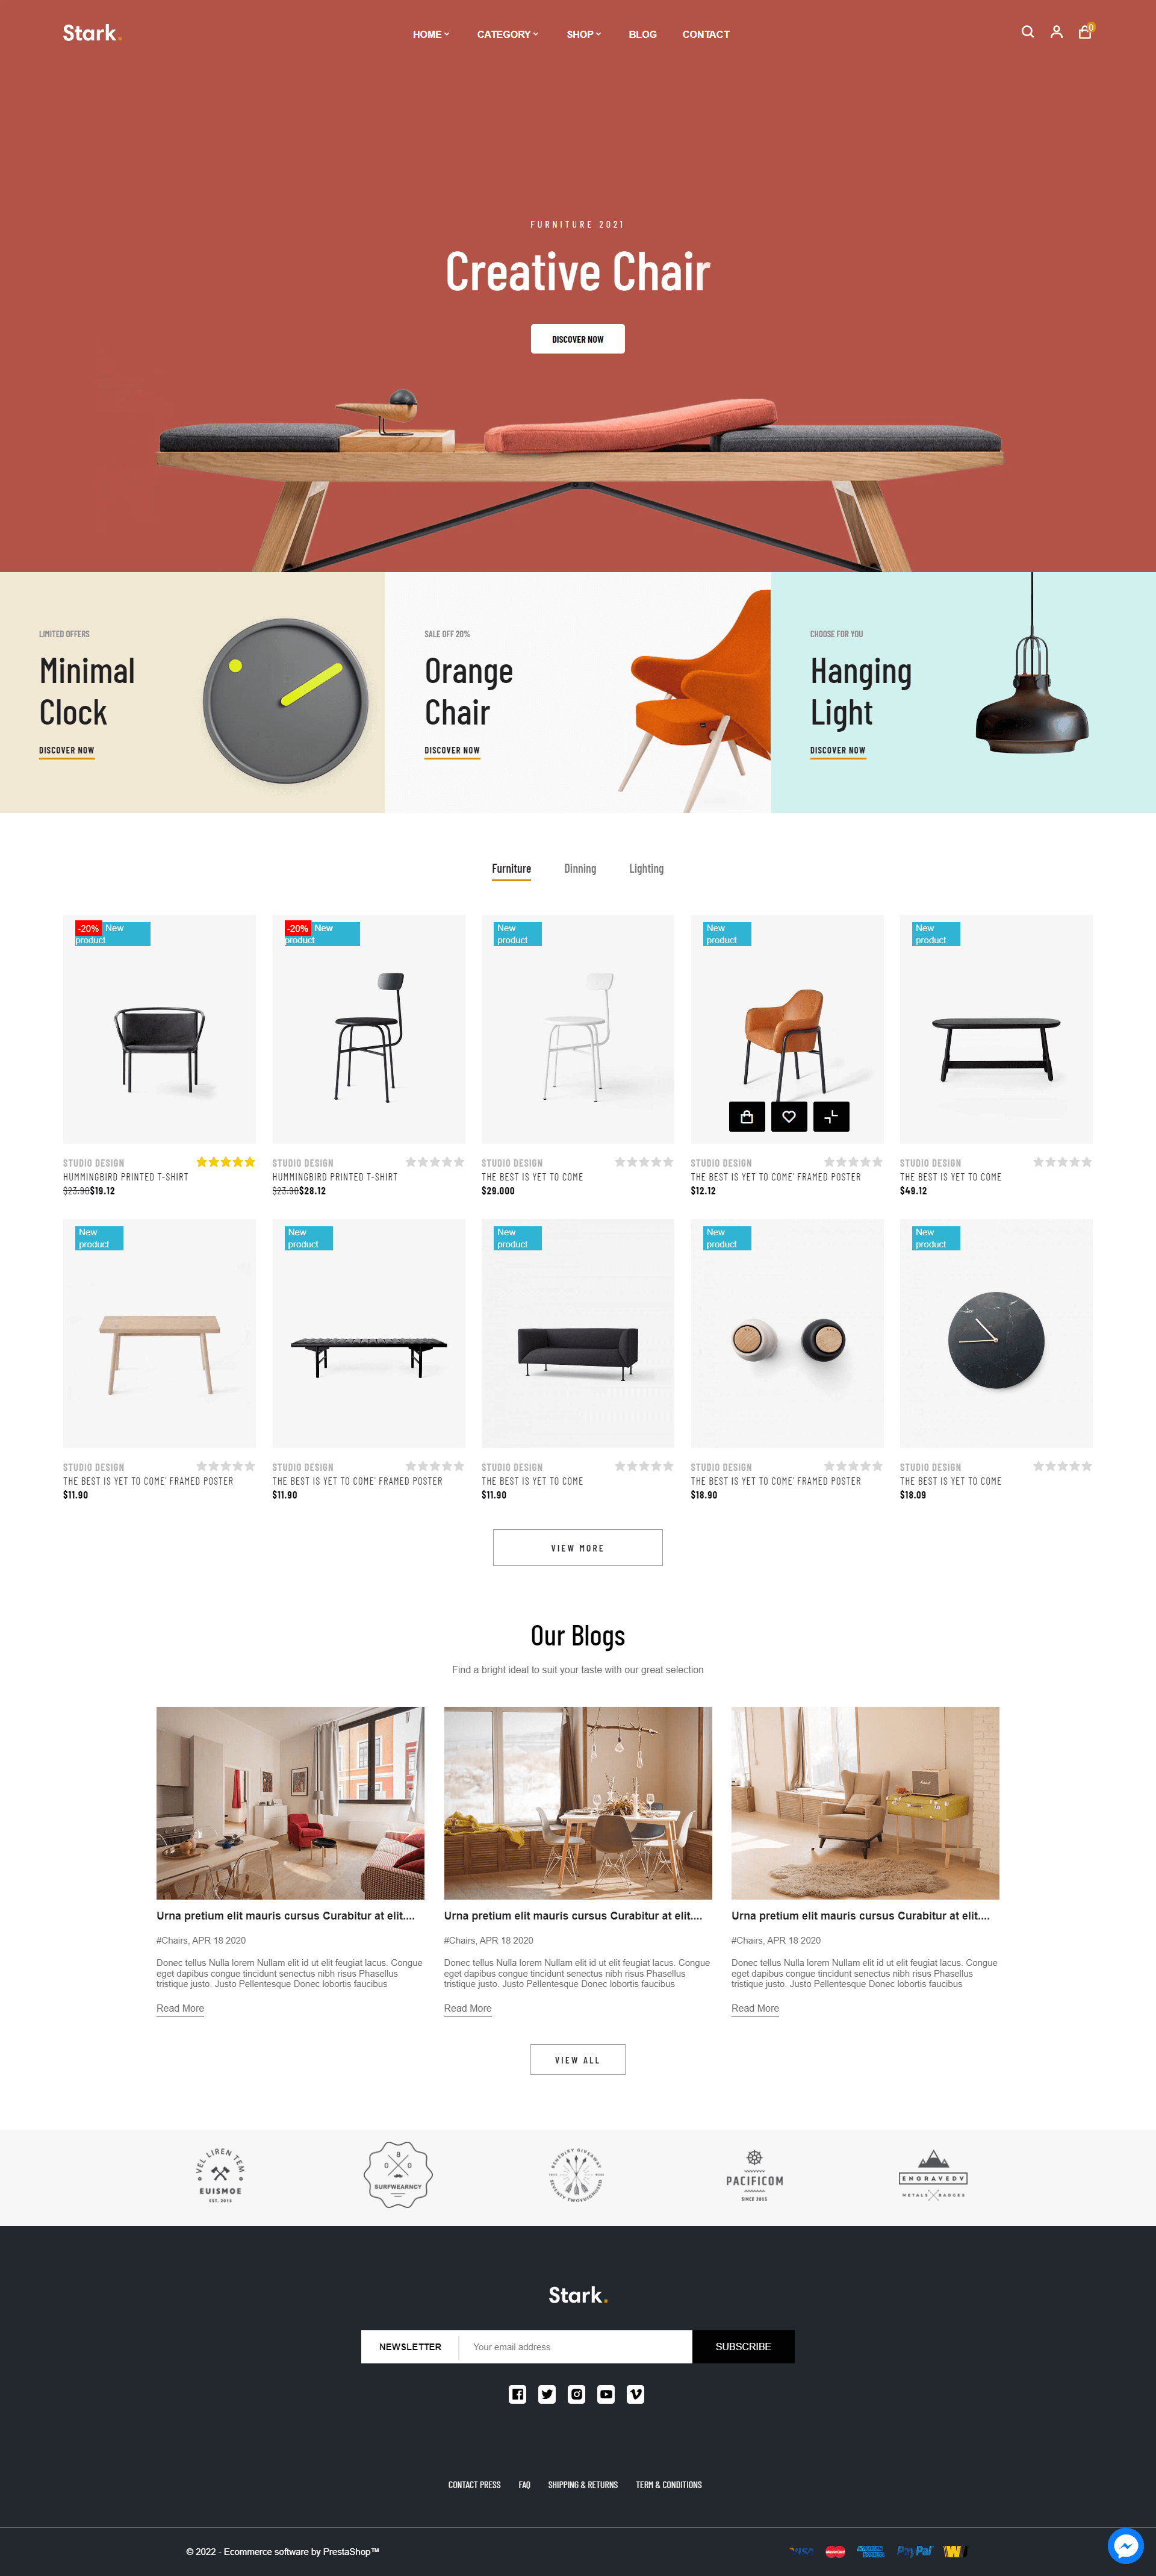 Stark.
HOME
CATEGORY
SHOP
BLOG
CONTACT
0
FURNITURE 2021
Creative Chair
DISCOVER NOW
LIMITED OFFERS
Minimal
Clock
DISCOVER NOW
SALE OFF 20%
Orange
Chair
DISCOVER NOW
CHOOSE FOR YOU
Hanging
Light
DISCOVER NOW
Furniture
Dinning
Lighting
-20% New
product
-20% New
product
New
product
New
product
New
product
STUDIO DESIGN
HUMMINGBIRD PRINTED T-SHIRT
$23.90$19.12
STUDIO DESIGN
HUMMINGBIRD PRINTED T-SHIRT
$23.90$28.12
STUDIO DESIGN
THE BEST IS YET TO COME
$29.000
STUDIO DESIGN
THE BEST IS YET TO COME' FRAMED POSTER
$12.12
STUDIO DESIGN
THE BEST IS YET TO COME
$49.12
New
product
New
product
New
product
New
product
New
product
STUDIO DESIGN
THE BEST IS YET TO COME' FRAMED POSTER
$11.90
STUDIO DESIGN
THE BEST IS YET TO COME' FRAMED POSTER
$11.90
STUDIO DESIGN
THE BEST IS YET TO COME
$11.90
STUDIO DESIGN
THE BEST IS YET TO COME' FRAMED POSTER
$18.90
STUDIO DESIGN
THE BEST IS YET TO COME
$18.09
VIEW MORE
Our Blogs
Find a bright ideal to suit your taste with our great selection
Urna pretium elit mauris cursus Curabitur at elit....
#Chairs, APR 18 2020
Donec tellus Nulla lorem Nullam elit id ut elit feugiat lacus. Congue
eget dapibus congue tincidunt senectus nibh risus Phasellus
tristique justo. Justo Pellentesque Donec lobortis faucibus
Read More
Urna pretium elit mauris cursus Curabitur at elit....
#Chairs, APR 18 2020
Donec tellus Nulla lorem Nullam elit id ut elit feugiat lacus. Congue
eget dapibus congue tincidunt senectus nibh risus Phasellus
tristique justo. Justo Pellentesque Donec lobortis faucibus
Read More
Urna pretium elit mauris cursus Curabitur at elit....
#Chairs, APR 18 2020
Donec tellus Nulla lorem Nullam elit id ut elit feugiat lacus. Congue
eget dapibus congue tincidunt senectus nibh risus Phasellus
tristique justo. Justo Pellentesque Donec lobortis faucibus
Read More
VIEW ALL
VEL LIREN TEM
EUISMOE
EST. 2016
0 8 0
SURFWEARNCY
PACIFICOM
SINCE 2015
ENGRAVEDY
METALS BADGES
Stark.
NEWSLETTER
Your email address
SUBSCRIBE
CONTACT PRESS
FAQ
SHIPPING & RETURNS
TERM & CONDITIONS
© 2022 - Ecommerce software by PrestaShop™
VISA
MasterCard
AMERICAN EXPRESS
PayPal